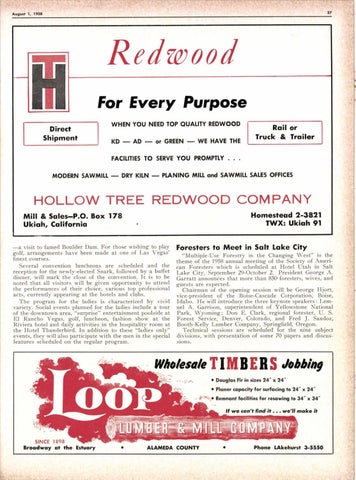 August 1, 1958
57
HT
Redwood
For Every Purpose
Direct
Shipment
WHEN YOU NEED TOP QUALITY REDWOOD
KD — AD — or GREEN — WE HAVE THE
FACILITIES TO SERVE YOU PROMPTLY . . .
Rail or
Truck & Trailer
MODERN SAWMILL — DRY KILN — PLANING MILL and SAWMILL SALES OFFICES
HOLLOW TREE REDWOOD COMPANY
Mill & Sales—P.O. Box 178
Ukiah, California
Homestead 2-3821
TWX: Ukiah 91
—a visit to famed Boulder Dam. For those wishing to play
golf, arrangements have been made at one of Las Vegas'
finest courses.
Several convention luncheons are scheduled and the
reception for the newly-elected Snark, followed by a buffet
dinner, will mark the close of the convention. It is to be
noted that all visitors will be given opportunity to attend
the performances of their choice, various top professional
acts, currently appearing at the hotels and clubs.
The program for the ladies is characterized by vivid
variety. Social events for the ladies include a tour
of the downtown area, "surprise" entertainment poolside at
El Rancho Vegas, golf, luncheon, fashion show at the
Riviera hotel and daily activities in the hospitality room at
the Hotel Thunderbird. In addition to these "ladies only"
events, they will also participate with the men in the special
features scheduled on the regular program.
Foresters to Meet in Salt Lake City
"Multiple-Use Forestry in the Changing West" is the
theme of the 1958 annual meeting of the Society of Ameri-
can Foresters which is scheduled at Hotel Utah in Salt
Lake City, September 29-October 2. President George A.
Garratt announces that more than 850 foresters, wives, and
guests are expected.
Chairman of the opening session will be George Hjort,
vice-president of the Boise-Cascade Corporation, Boise,
Idaho. He will introduce the three keynote speakers: Lem-
uel A. Garrison, superintendent of Yellowstone National
Park, Wyoming; Don E. Clark, regional forester, U. S.
Forest Service, Denver, Colorado, and Fred J. Sandoz,
Booth-Kelly Lumber Company, Springfield, Oregon.
Technical sessions are scheduled for the nine subject
divisions, with presentation of some 70 papers and discus-
sions.
Wholesale TIMBERS Jobbing
• Douglas Fir in sizes 24" x 24"
• Planer capacity for surfacing to 24" x 24"
• Remnant facilities for resawing to 34" x 34"
If we can't find it . . . we'll make it
LOOP
LUMBER & MILL COMPANY
SINCE 1898
Broadway at the Estuary • ALAMEDA COUNTY • Phone LAkehurst 3-5550